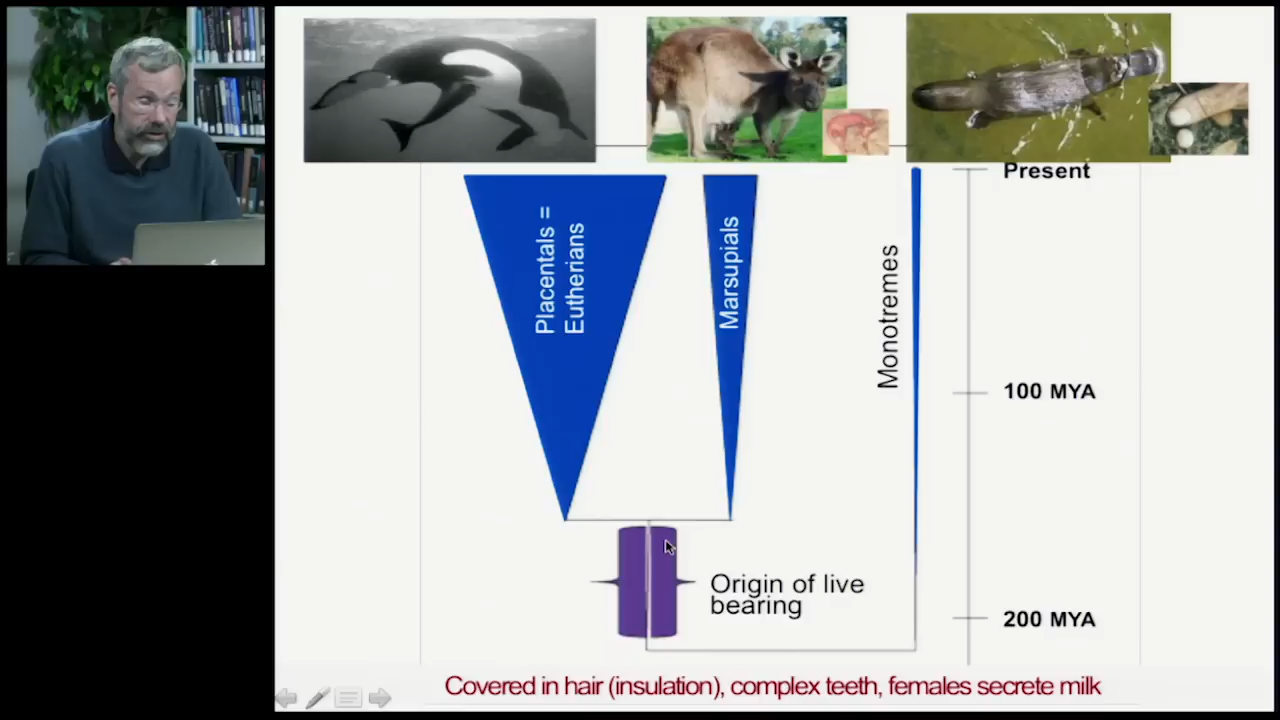 Present
Placentals =
Eutherians
Marsupials
Monotremes
100 MYA
Origin of live
bearing
200 MYA
Covered in hair (insulation), complex teeth, females secrete milk